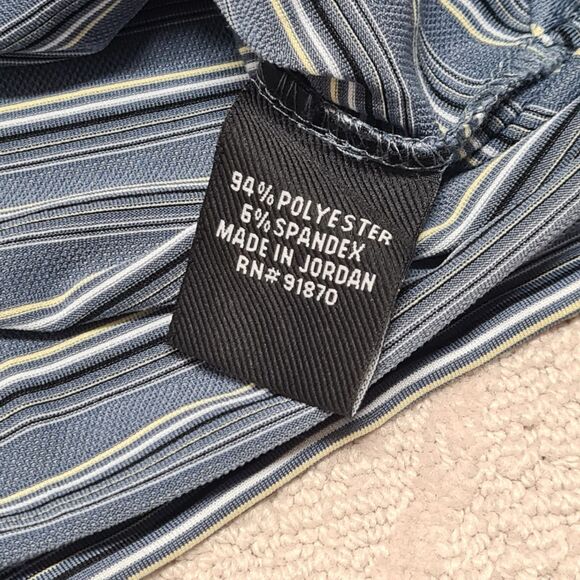 94% POLYESTER
6% SPANDEX
MADE IN JORDAN
RN# 91870